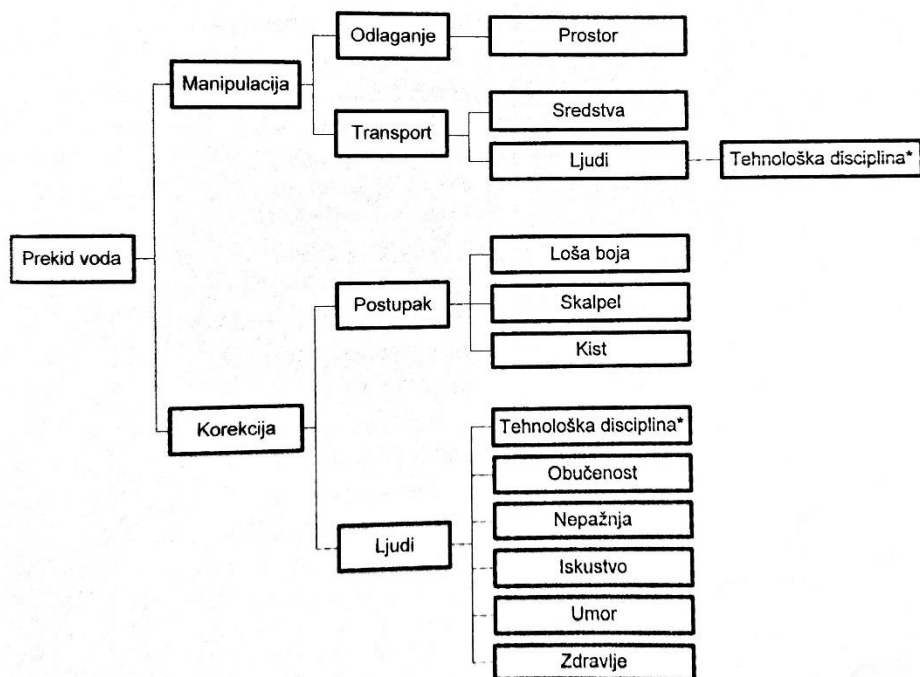 Odlaganje
Prostor
Manipulacija
Sredstva
Transport
Ljudi
Tehnološka disciplina*
Prekid voda
Loša boja
Postupak
Skalpel
Kist
Korekcija
Tehnološka disciplina*
Obučenost
Nepažnja
Ljudi
Iskustvo
Umor
Zdravlje